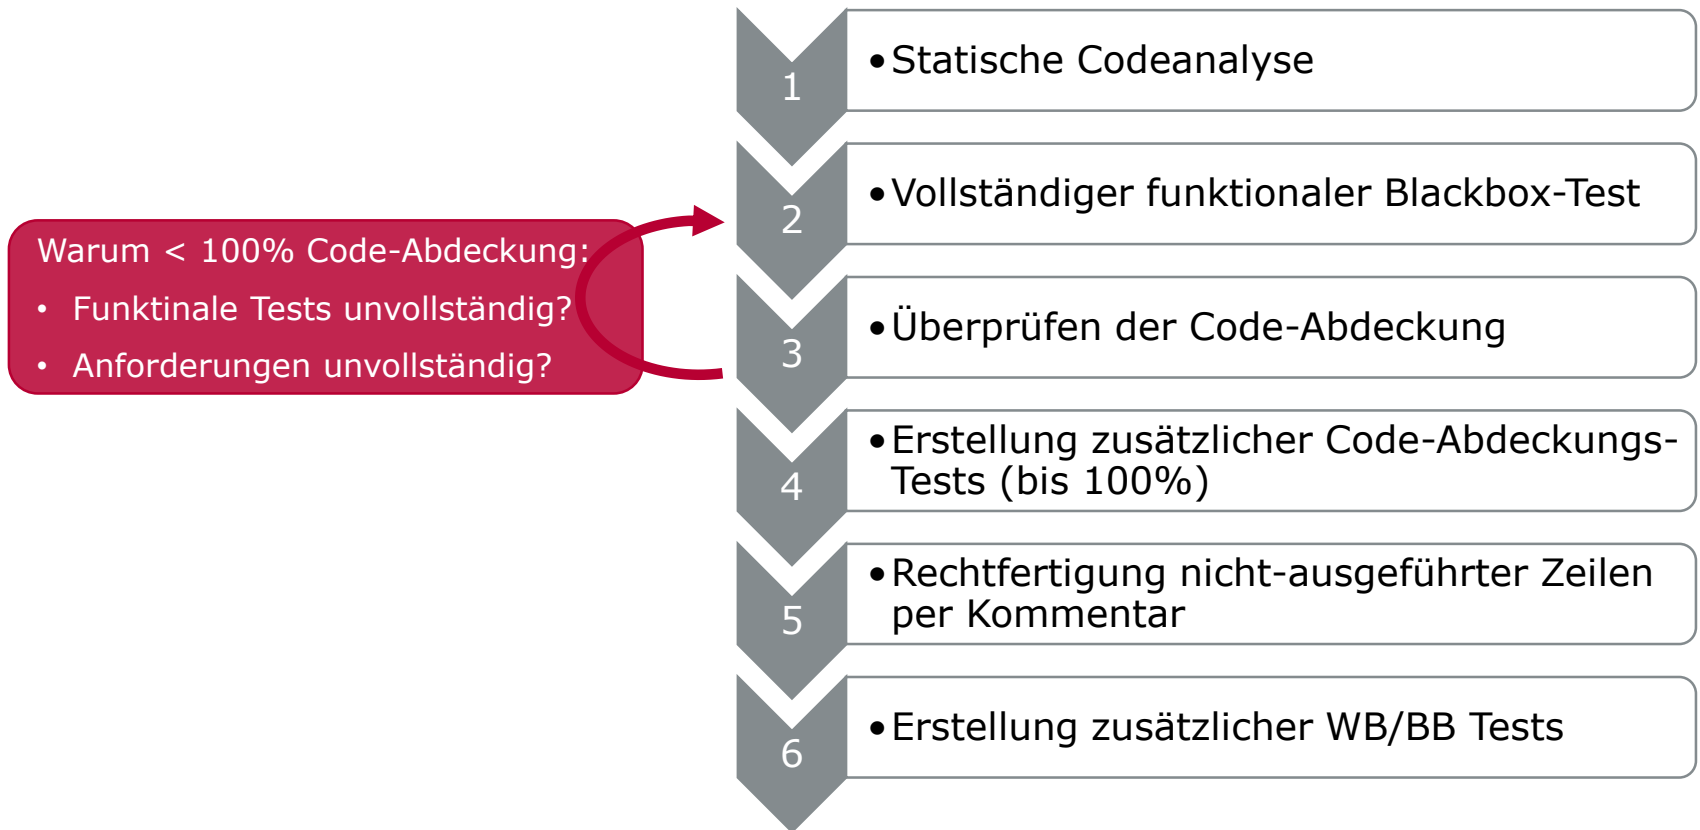 1
•Statische Codeanalyse
2
•Vollständiger funktionaler Blackbox-Test
Warum < 100% Code-Abdeckung:
• Funktinale Tests unvollständig?
• Anforderungen unvollständig?
3
•Überprüfen der Code-Abdeckung
4
•Erstellung zusätzlicher Code-Abdeckungs-
Tests (bis 100%)
5
•Rechtfertigung nicht-ausgeführter Zeilen
per Kommentar
6
•Erstellung zusätzlicher WB/BB Tests